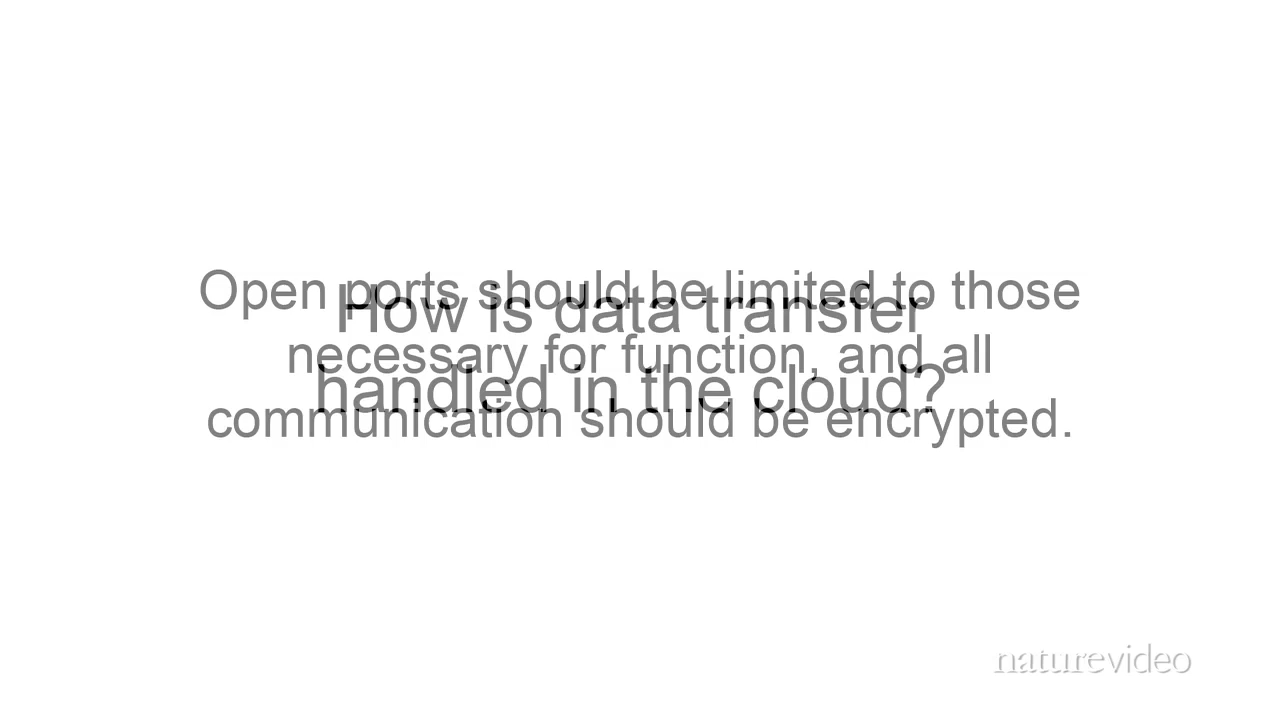 Open ports should be limited to those
necessary for function, and all
communication should be encrypted.
How is data transfer
handled in the cloud?
naturevideo